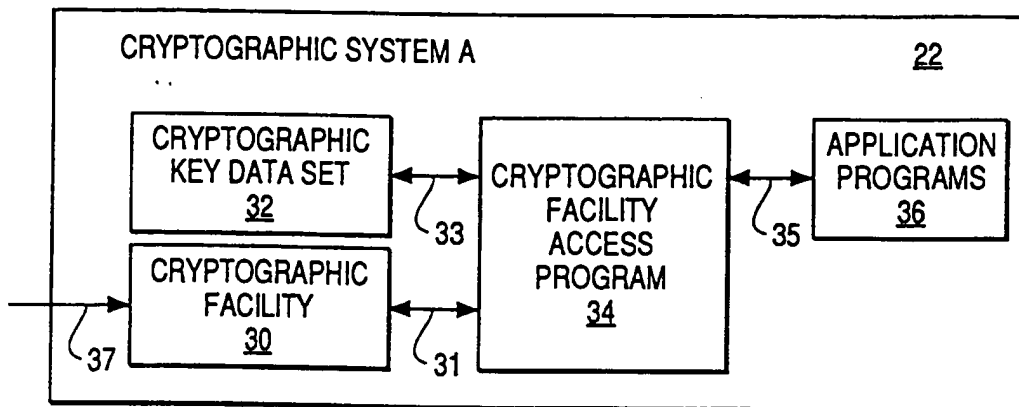 CRYPTOGRAPHIC SYSTEM A
22
CRYPTOGRAPHIC
KEY DATA SET
32
33
CRYPTOGRAPHIC
FACILITY
ACCESS
PROGRAM
34
35
APPLICATION
PROGRAMS
36
CRYPTOGRAPHIC
FACILITY
30
31
37